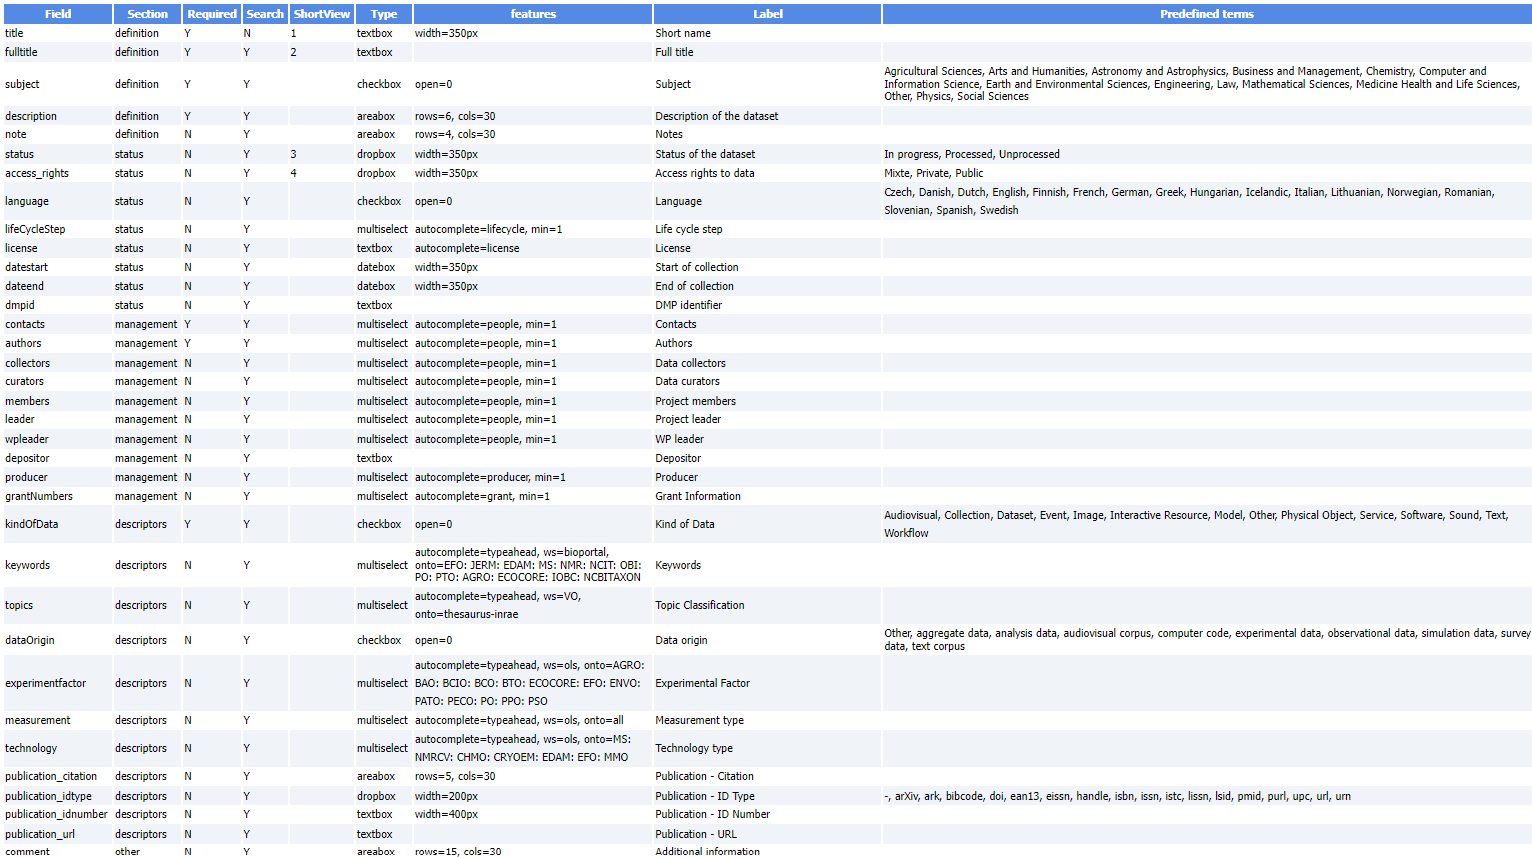 Field Section Required Search ShortView Type features Label Predefined terms
title definition Y N 1 textbox width=350px Short name
fulltitle definition Y Y 2 textbox Full title
subject definition Y Y checkbox open=0 Subject Agricultural Sciences, Arts and Humanities, Astronomy and Astrophysics, Business and Management, Chemistry, Computer and
Information Science, Earth and Environmental Sciences, Engineering, Law, Mathematical Sciences, Medicine Health and Life Sciences,
Other, Physics, Social Sciences
description definition Y Y areabox rows=6, cols=30 Description of the dataset
note definition N Y areabox rows=4, cols=30 Notes
status status N Y 3 dropbox width=350px Status of the dataset In progress, Processed, Unprocessed
access_rights status N Y 4 dropbox width=350px Access rights to data Mixte, Private, Public
language status N Y checkbox open=0 Language Czech, Danish, Dutch, English, Finnish, French, German, Greek, Hungarian, Icelandic, Italian, Lithuanian, Norwegian, Romanian,
Slovenian, Spanish, Swedish
lifeCycleStep status N Y multiselect autocomplete=lifecycle, min=1 Life cycle step
license status N Y textbox autocomplete=license License
datestart status N Y datebox width=350px Start of collection
dateend status N Y datebox width=350px End of collection
dmpid status N Y textbox DMP identifier
contacts management Y Y multiselect autocomplete=people, min=1 Contacts
authors management Y Y multiselect autocomplete=people, min=1 Authors
collectors management N Y multiselect autocomplete=people, min=1 Data collectors
curators management N Y multiselect autocomplete=people, min=1 Data curators
members management N Y multiselect autocomplete=people, min=1 Project members
leader management N Y multiselect autocomplete=people, min=1 Project leader
wpleader management N Y multiselect autocomplete=people, min=1 WP leader
depositor management N Y textbox Depositor
producer management N Y multiselect autocomplete=producer, min=1 Producer
grantNumbers management N Y multiselect autocomplete=grant, min=1 Grant Information
kindOfData descriptors Y Y checkbox open=0 Kind of Data Audiovisual, Collection, Dataset, Event, Image, Interactive Resource, Model, Other, Physical Object, Service, Software, Sound, Text,
Workflow
keywords descriptors N Y multiselect autocomplete=typeahead, ws=bioportal,
onto=EFO: JERM: EDAM: MS: NMR: NCIT: OBI:
PO: PTO: AGRO: ECOCORE: IOBC: NCBITAXON Keywords
topics descriptors N Y multiselect autocomplete=typeahead, ws=VO,
onto=thesaurus-inrae Topic Classification
dataOrigin descriptors N Y checkbox open=0 Data origin Other, aggregate data, analysis data, audiovisual corpus, computer code, experimental data, observational data, simulation data, survey
data, text corpus
experimentfactor descriptors N Y multiselect autocomplete=typeahead, ws=ols, onto=AGRO:
BAO: BCIO: BCO: BTO: ECOCORE: EFO: ENVO:
PATO: PECO: PO: PPO: PSO Experimental Factor
measurement descriptors N Y multiselect autocomplete=typeahead, ws=ols, onto=all Measurement type
technology descriptors N Y multiselect autocomplete=typeahead, ws=ols, onto=MS:
NMRCV: CHMO: CRYOEM: EDAM: EFO: MMO Technology type
publication_citation descriptors N Y areabox rows=5, cols=30 Publication - Citation
publication_idtype descriptors N Y dropbox width=200px Publication - ID Type -, arXiv, ark, bibcode, doi, ean13, eissn, handle, isbn, issn, istc, lissn, lsid, pmid, purl, upc, url, urn
publication_idnumber descriptors N Y textbox width=400px Publication - ID Number
publication_url descriptors N Y textbox Publication - URL
comment other N Y areabox rows=15, cols=30 Additional information